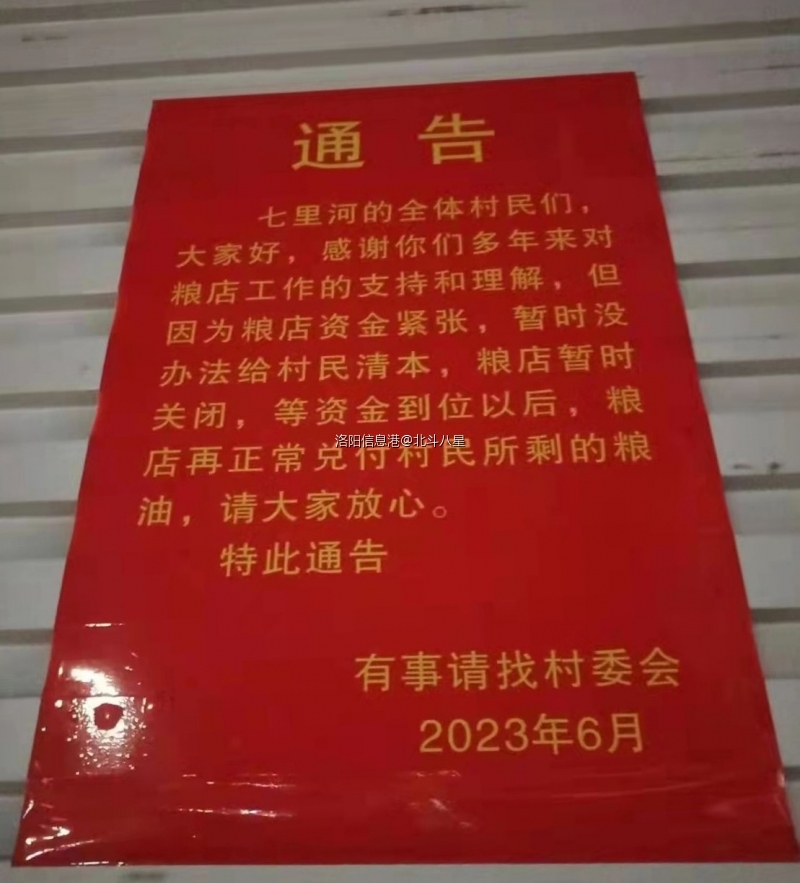 通告
七里河的全体村民们，
大家好，感谢你们多年来对
粮店工作的支持和理解，但
因为粮店资金紧张，暂时没
办法给村民清本，粮店暂时
关闭，等资金到位以后，粮
洛阳信息港@北斗八星
店再正常兑付村民所剩的粮
油，请大家放心。
特此通告
有事请找村委会
2023年6月